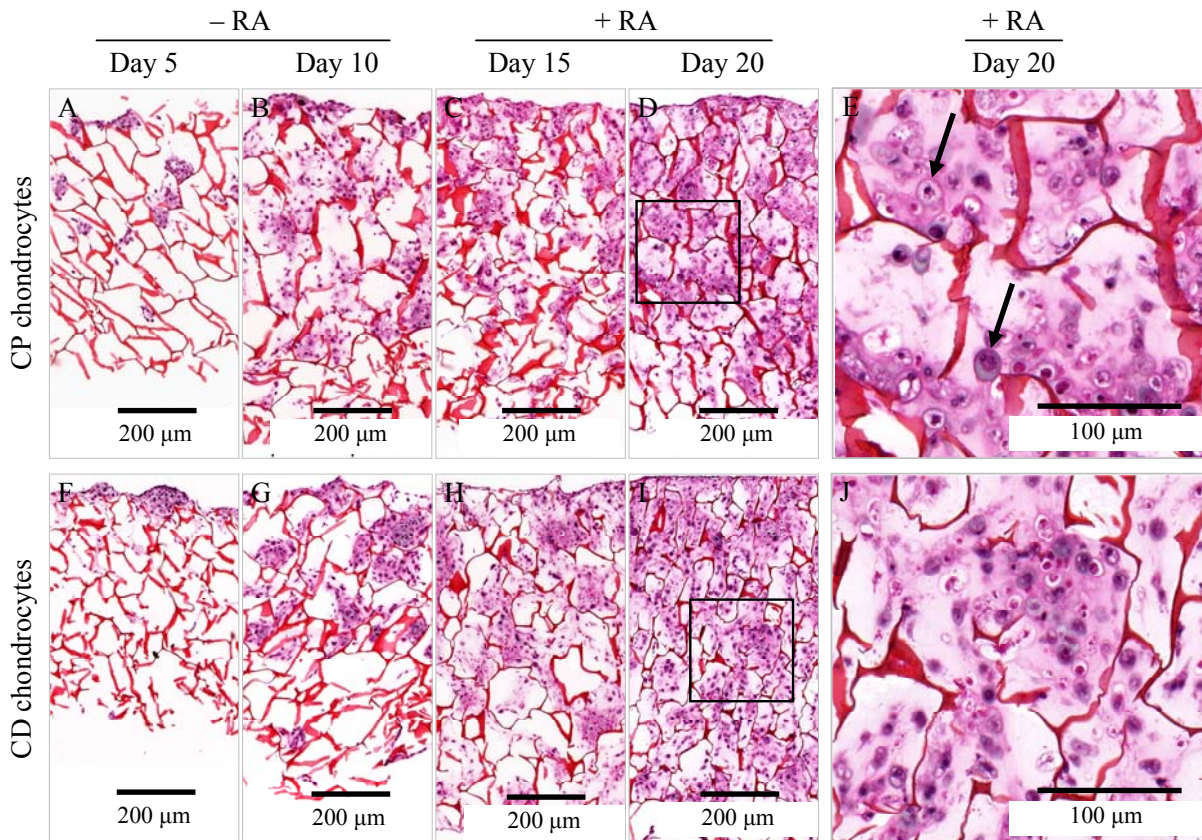 – RA + RA + RA
Day 5 Day 10 Day 15 Day 20 Day 20
CP chondrocytes
A B C D E
200 μm 200 μm 200 μm 200 μm 100 μm
CD chondrocytes
F G H I J
200 μm 200 μm 200 μm 200 μm 100 μm